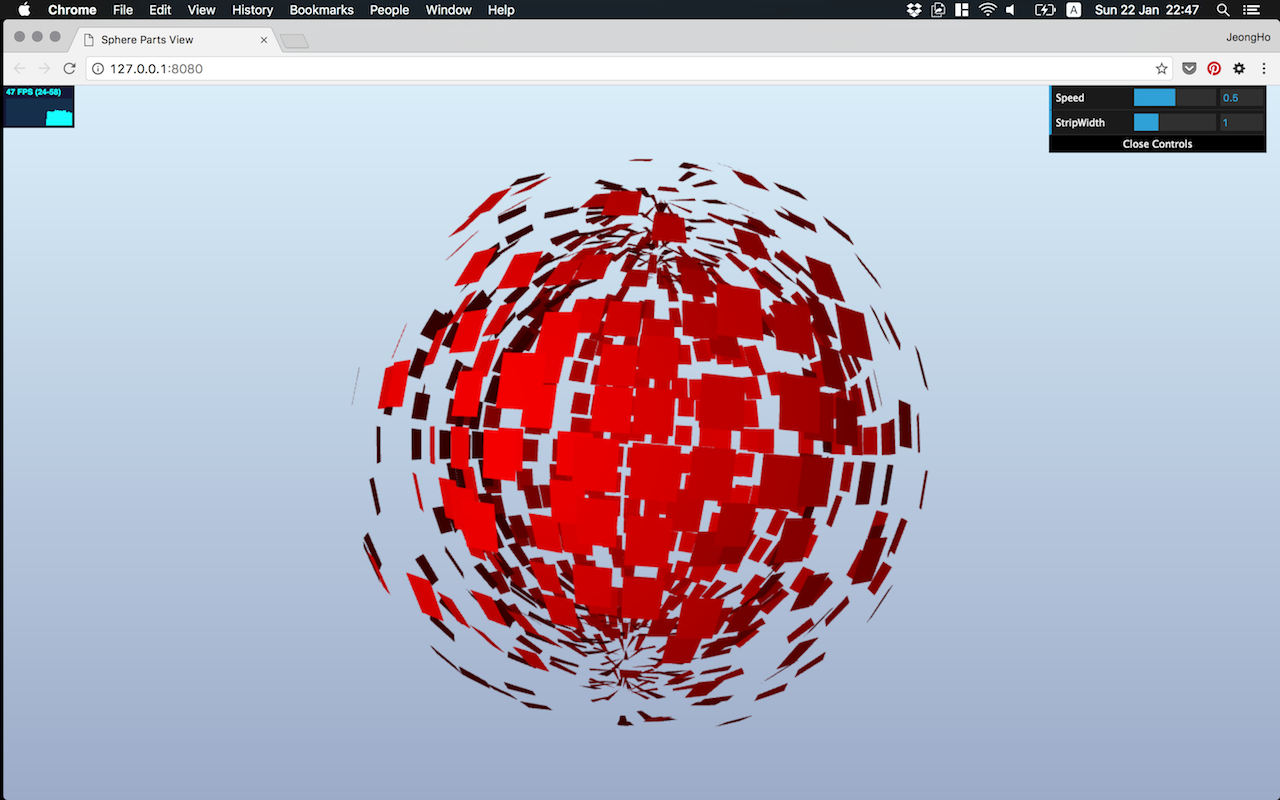 Chrome File Edit View History Bookmarks People Window Help A Sun 22 Jan 22:47
Sphere Parts View
JeongHo
127.0.0.1:8080
47 FPS (24-58)
Speed 0.5
StripWidth 1
Close Controls